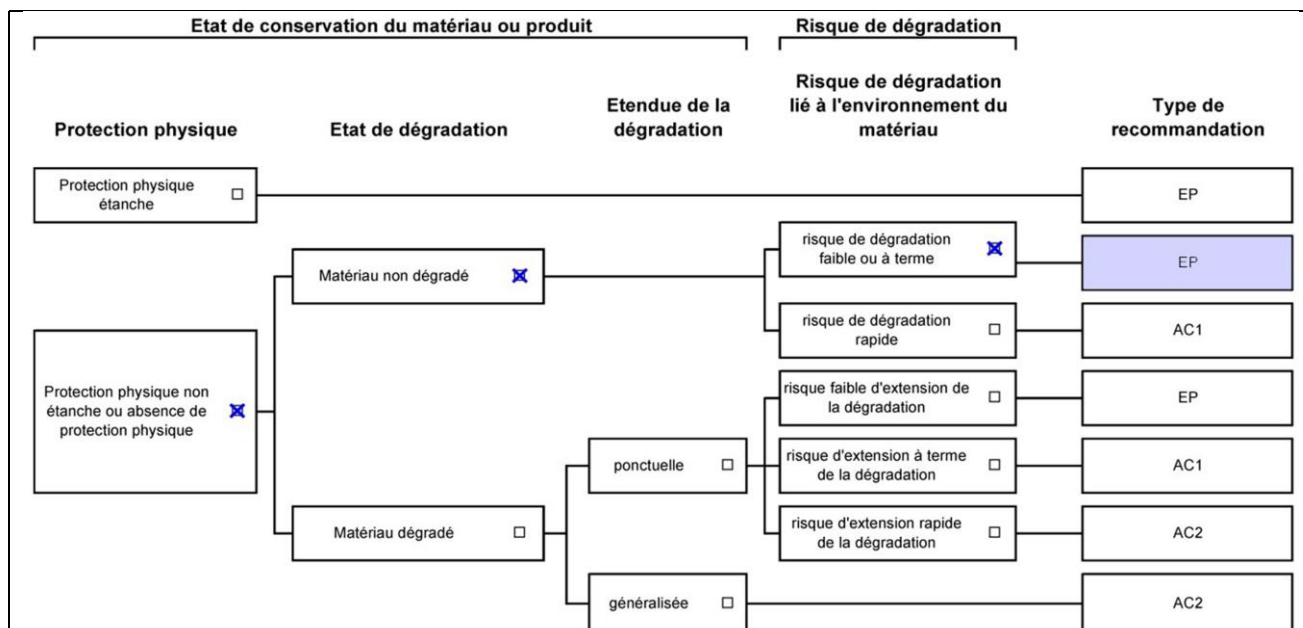 Etat de conservation du matériau ou produit
Risque de dégradation
Protection physique
Etat de dégradation
Etendue de la
dégradation
Risque de dégradation
lié à l'environnement du
matériau
Type de
recommandation
Protection physique
étanche
EP
Protection physique non
étanche ou absence de
protection physique
Matériau non dégradé
risque de dégradation
faible ou à terme
EP
risque de dégradation
rapide
AC1
Matériau dégradé
ponctuelle
risque faible d'extension de
la dégradation
EP
risque d'extension à terme
de la dégradation
AC1
risque d'extension rapide
de la dégradation
AC2
généralisée
AC2